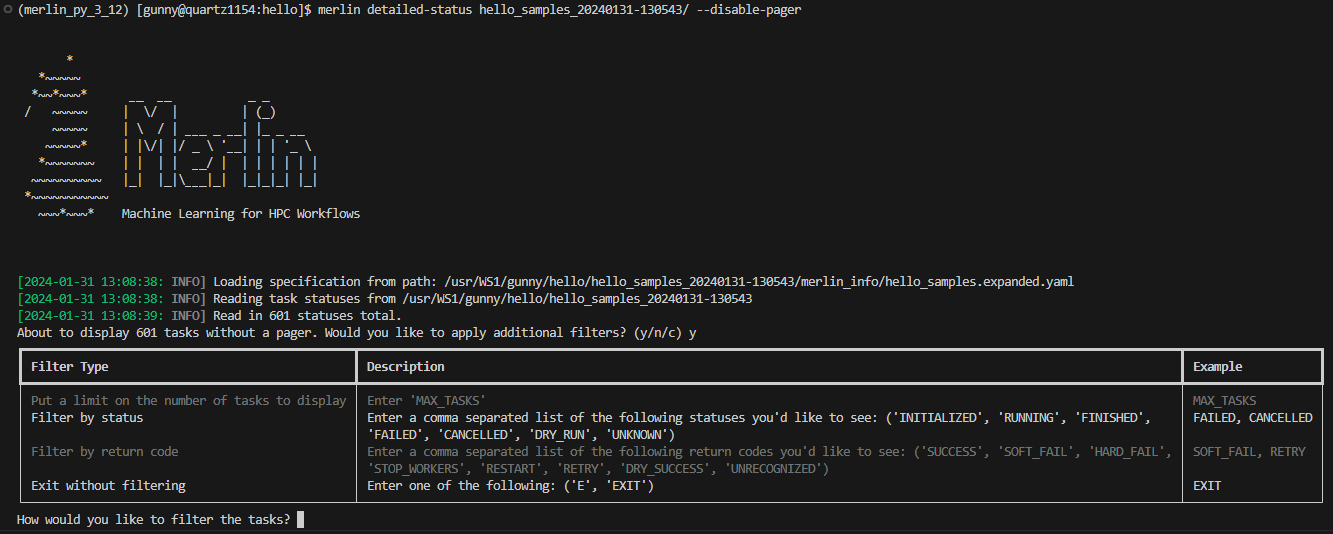 (merlin_py_3_12) [gunny@quartz1154:hello]$ merlin detailed-status hello_samples_20240131-130543/ --disable-pager
Merlin
Machine Learning for HPC Workflows
[2024-01-31 13:08:38: INFO] Loading specification from path: /usr/WS1/gunny/hello/hello_samples_20240131-130543/merlin_info/hello_samples.expanded.yaml
[2024-01-31 13:08:38: INFO] Reading task statuses from /usr/WS1/gunny/hello/hello_samples_20240131-130543
[2024-01-31 13:08:39: INFO] Read in 601 statuses total.
About to display 601 tasks without a pager. Would you like to apply additional filters? (y/n/c) y
Filter Type Description Example
Put a limit on the number of tasks to display Enter 'MAX_TASKS' MAX_TASKS
Filter by status Enter a comma separated list of the following statuses you'd like to see: ('INITIALIZED', 'RUNNING', 'FINISHED', FAILED, CANCELLED
'FAILED', 'CANCELLED', 'DRY_RUN', 'UNKNOWN')
Filter by return code Enter a comma separated list of the following return codes you'd like to see: ('SUCCESS', 'SOFT_FAIL', 'HARD_FAIL', SOFT_FAIL, RETRY
'STOP_WORKERS', 'RESTART', 'RETRY', 'DRY_SUCCESS', 'UNRECOGNIZED')
Exit without filtering Enter one of the following: ('E', 'EXIT') EXIT
How would you like to filter the tasks?